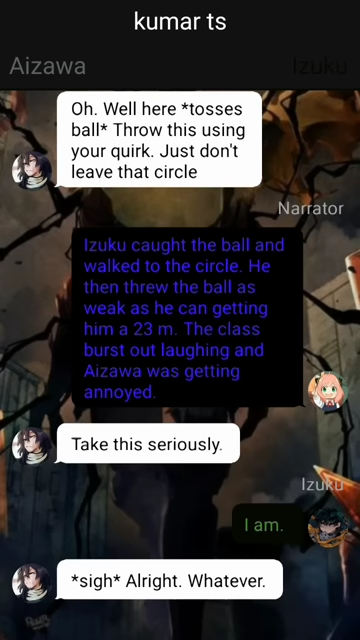 kumar ts
Aizawa
Izuku
Oh. Well here *tosses
ball* Throw this using
your quirk. Just don't
leave that circle
Narrator
Izuku caught the ball and
walked to the circle. He
then threw the ball as
weak as he can getting
him a 23 m. The class
burst out laughing and
Aizawa was getting
annoyed.
Take this seriously.
Izuku
I am.
*sigh* Alright. Whatever.